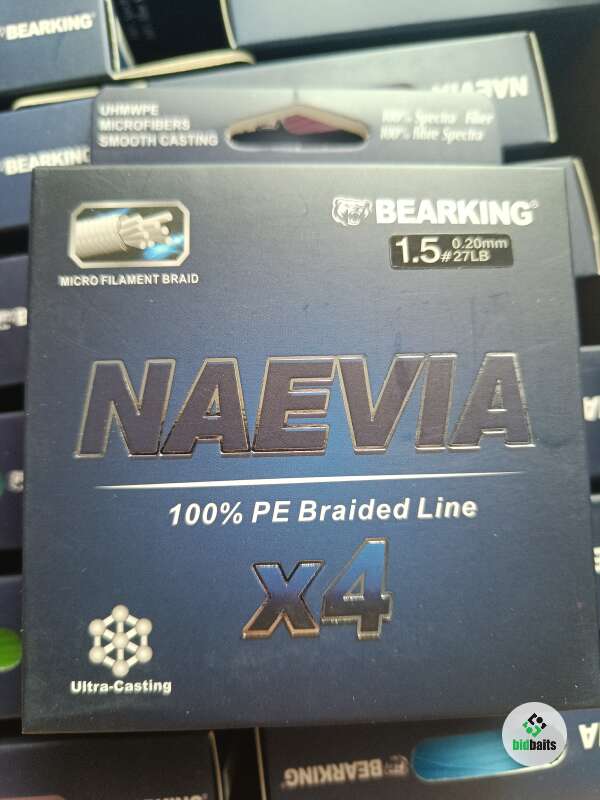 BEARKING
NAEVIA
UHMWPE
MICROFIBERS
SMOOTH CASTING
100% Spectra Fiber
100% fibre Spectra
BEARKING
BEARKING®
1.5 0.20mm
#27LB
MICRO FILAMENT BRAID
NAEVIA
100% PE Braided Line
X4
Ultra-Casting
bidbaits
BEARKING